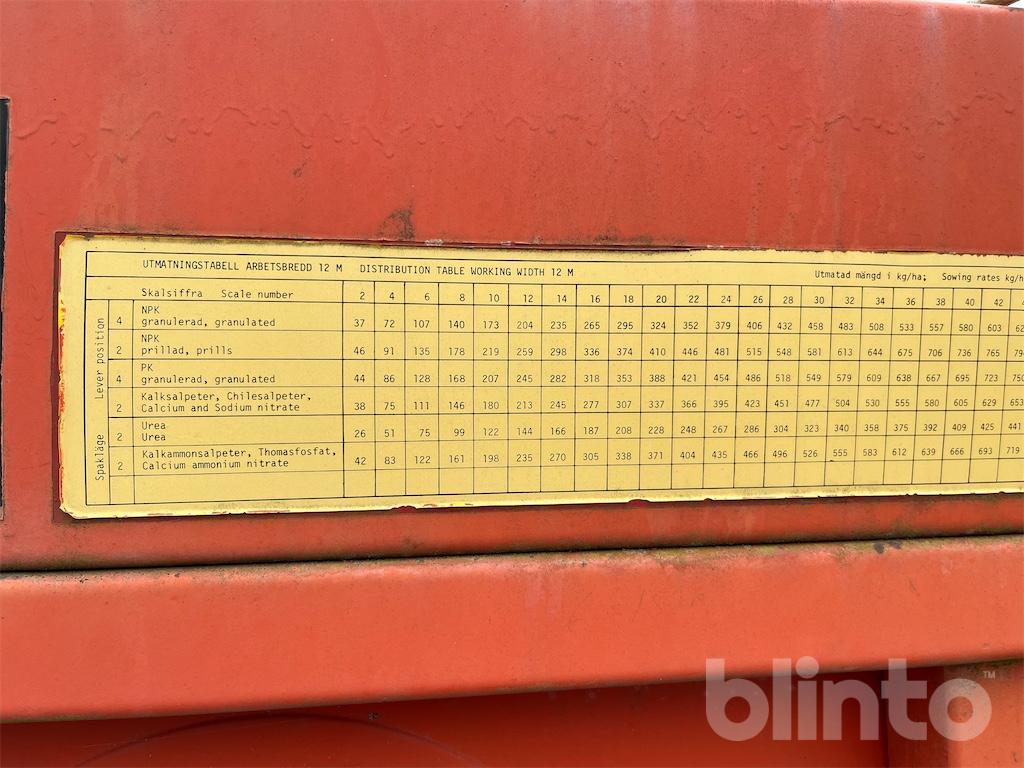 UTMATNINGSTABELL ARBETSBREDD 12 M DISTRIBUTION TABLE WORKING WIDTH 12 M Utmatad mängd i kg/ha; Sowing rates kg/h
Skalsiffra Scale number 2 4 6 8 10 12 14 16 18 20 22 24 26 28 30 32 34 36 38 40 42
Lever position
Spakläge
NPK
4 granulerad, granulated 37 72 107 140 173 204 235 265 295 324 352 379 406 432 458 483 508 533 557 580 603
NPK
2 prillad, prills 46 91 135 178 219 259 298 336 374 410 446 481 515 548 581 613 644 675 706 736 765
PK
4 granulerad, granulated 44 86 128 168 207 245 282 318 353 388 421 454 486 518 549 579 609 638 667 695 723 750
Kalksalpeter, Chilesalpeter,
2 Calcium and Sodium nitrate 38 75 111 146 180 213 245 277 307 337 366 395 423 451 477 504 530 555 580 605 629 653
Urea
2 Urea 26 51 75 99 122 144 166 187 208 228 248 267 286 304 323 340 358 375 392 409 425 441
Kalkammonsalpeter, Thomasfosfat,
2 Calcium ammonium nitrate 42 83 122 161 198 235 270 305 338 371 404 435 466 496 526 555 583 612 639 666 693 719
blinto™